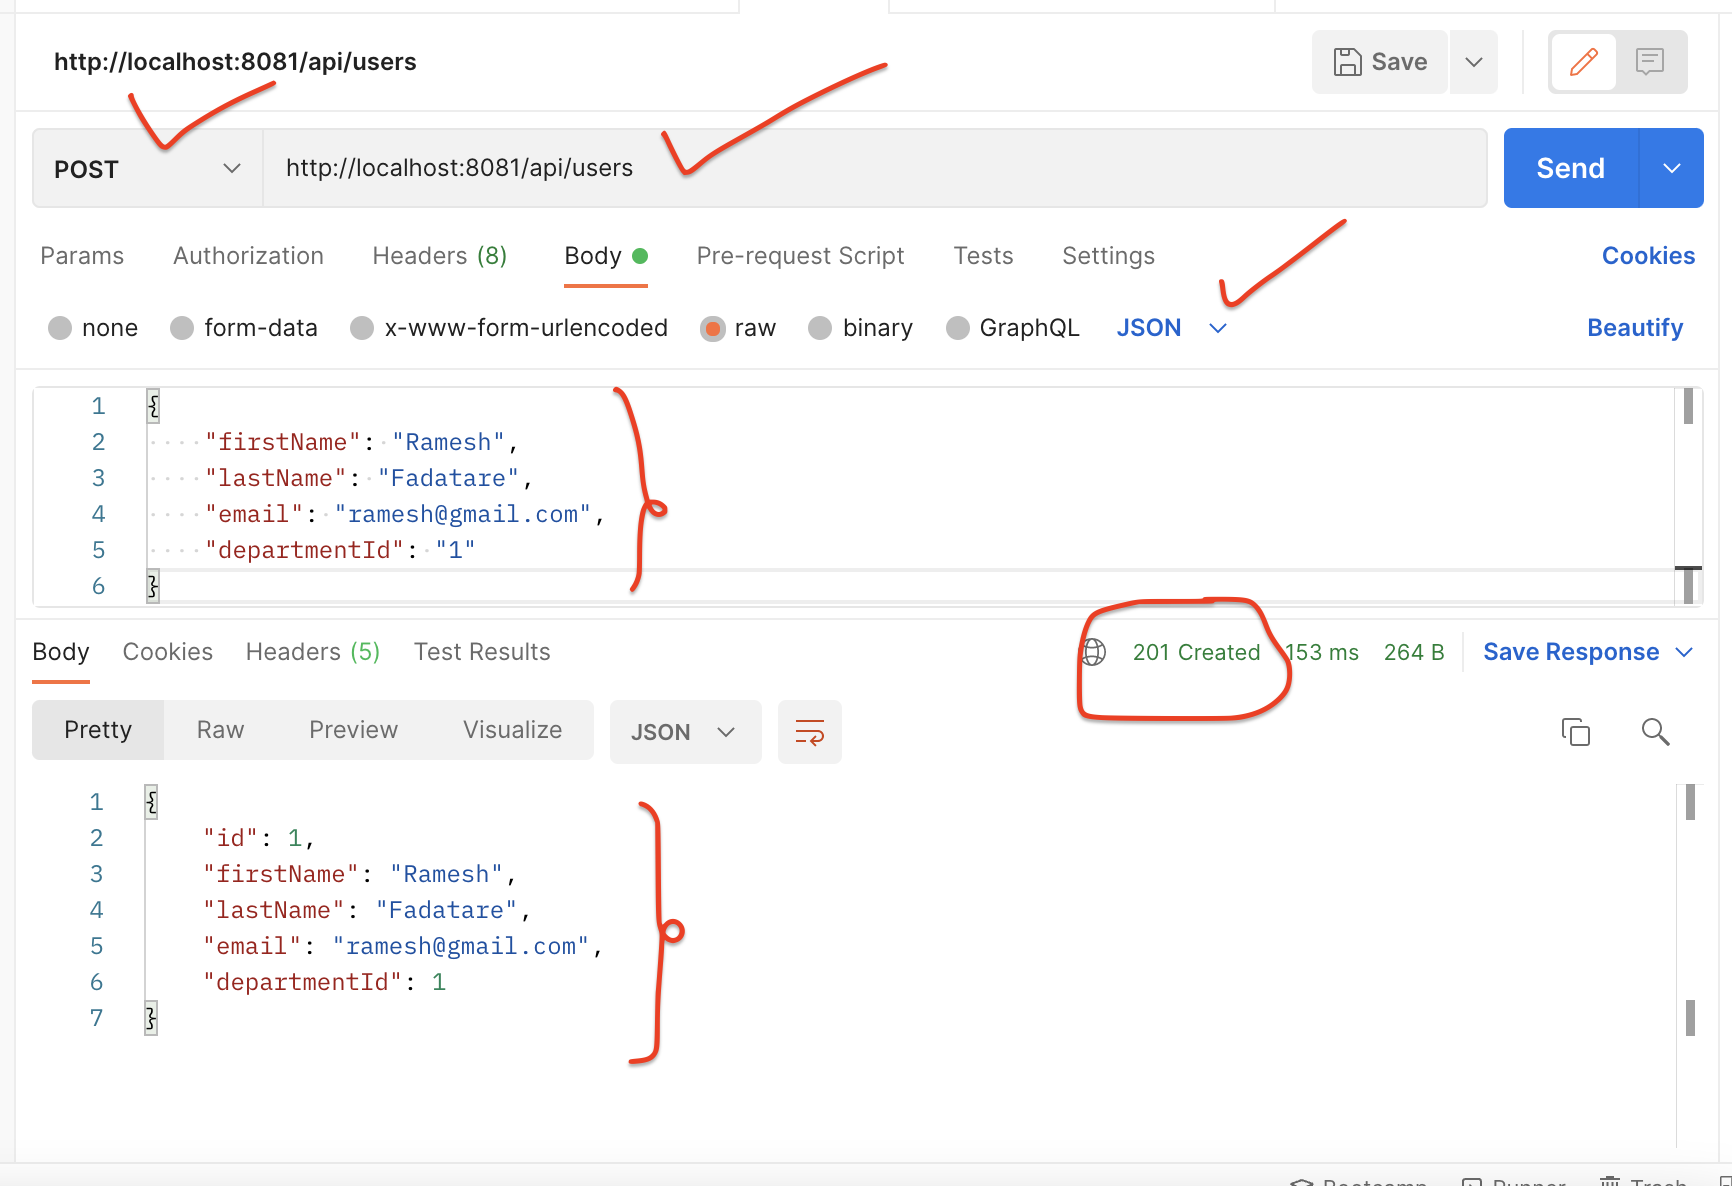 http://localhost:8081/api/users
Save
POST
http://localhost:8081/api/users
Send
Params Authorization Headers (8) Body Pre-request Script Tests Settings Cookies
none form-data x-www-form-urlencoded raw binary GraphQL JSON Beautify
1 {
2 "firstName": "Ramesh",
3 "lastName": "Fadatare",
4 "email": "ramesh@gmail.com",
5 "departmentId": "1"
6 }
Body Cookies Headers (5) Test Results 201 Created 153 ms 264 B Save Response
Pretty Raw Preview Visualize JSON
1 {
2 "id": 1,
3 "firstName": "Ramesh",
4 "lastName": "Fadatare",
5 "email": "ramesh@gmail.com",
6 "departmentId": 1
7 }
Bootcamp Runner Trash